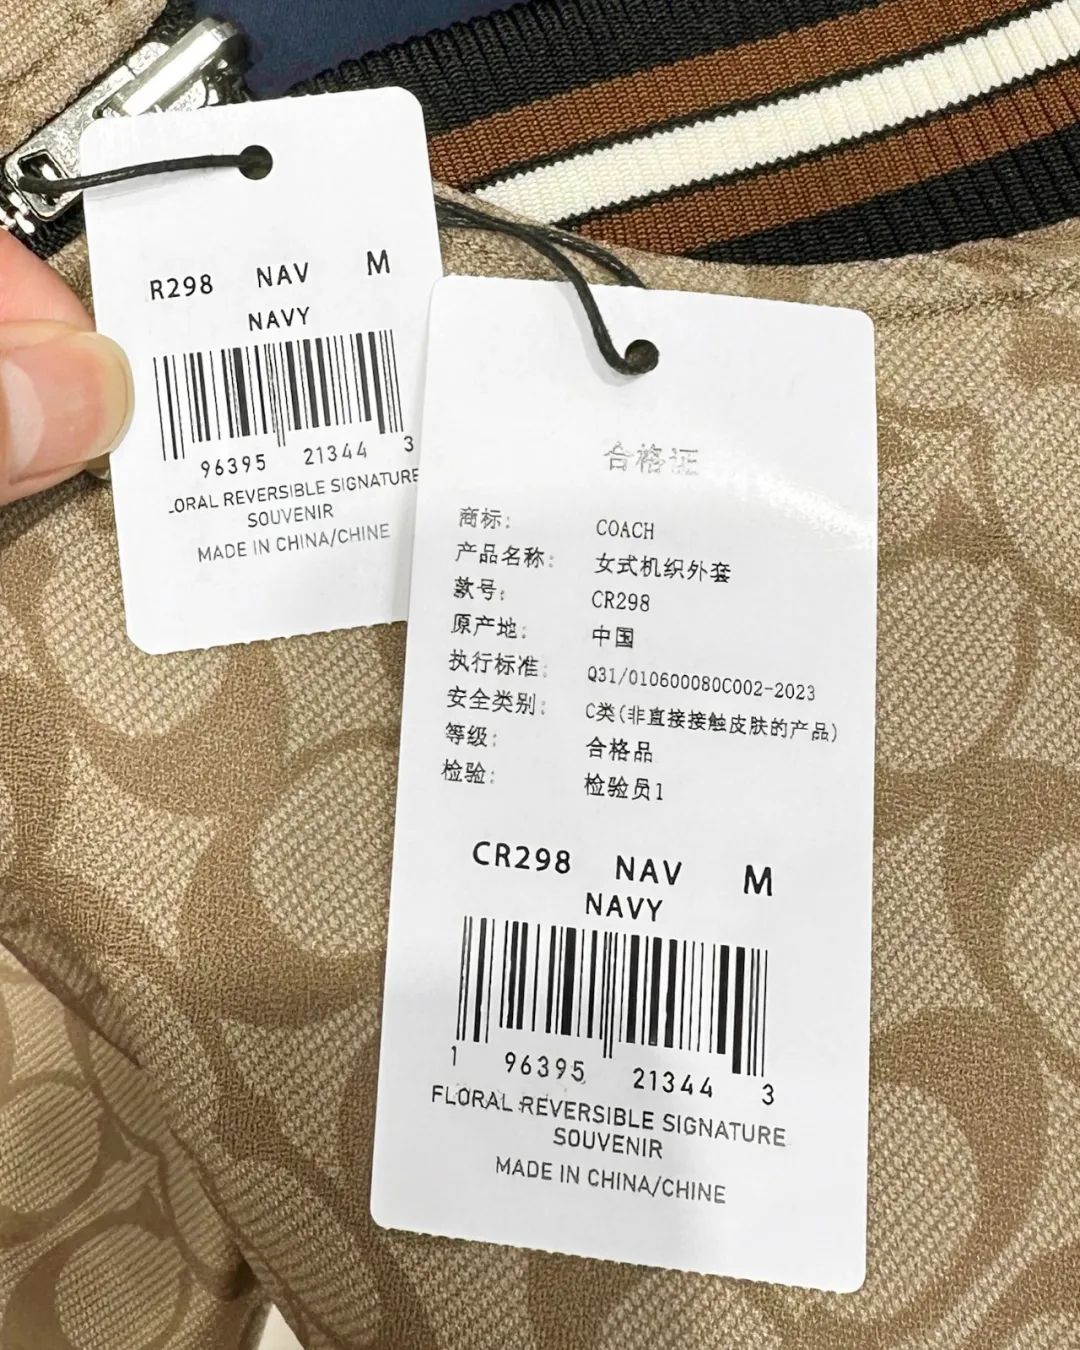 R298 NAV M
NAVY
96395 21344 3
ORAL REVERSIBLE SIGNATURE
SOUVENIR
MADE IN CHINA/CHINE
合格证
商标: COACH
产品名称: 女式机织外套
款号: CR298
原产地: 中国
执行标准: Q31/010600080C002-2023
安全类别: C类(非直接接触皮肤的产品)
等级: 合格品
检验: 检验员1
CR298 NAV M
NAVY
1 96395 21344 3
FLORAL REVERSIBLE SIGNATURE
SOUVENIR
MADE IN CHINA/CHINE